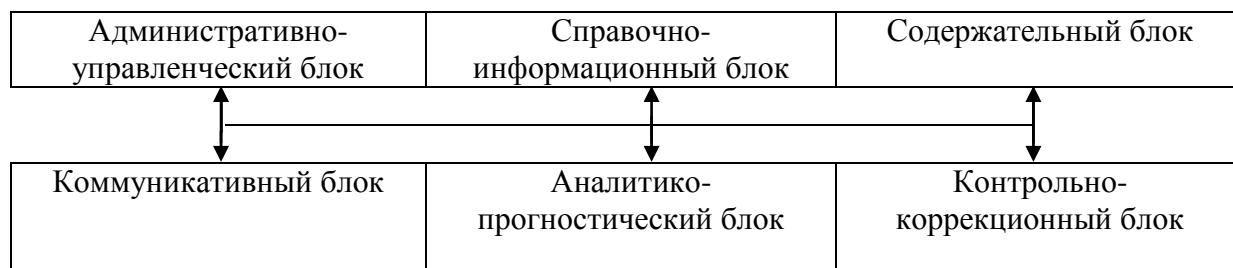 Административно-
управленческий блок
Справочно-
информационный блок
Содержательный блок
Коммуникативный блок
Аналитико-
прогностический блок
Контрольно-
коррекционный блок